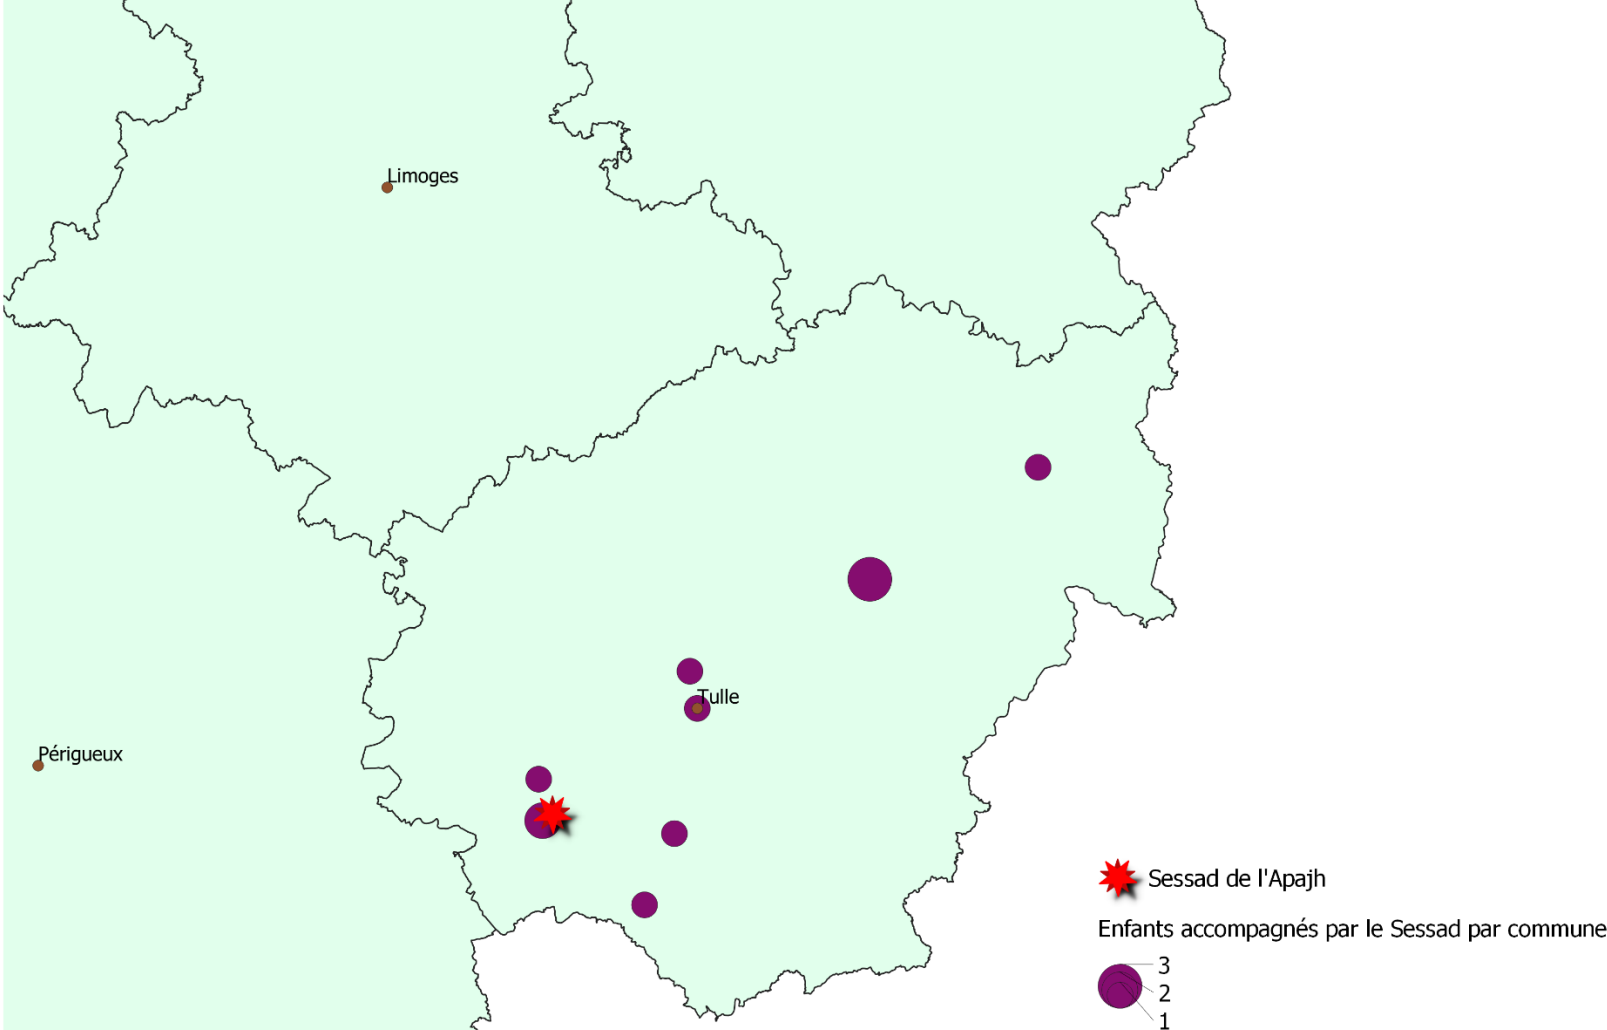 Limoges
Tulle
Périgueux
Sessad de l'Apajh
Enfants accompagnés par le Sessad par commune
3
2
1